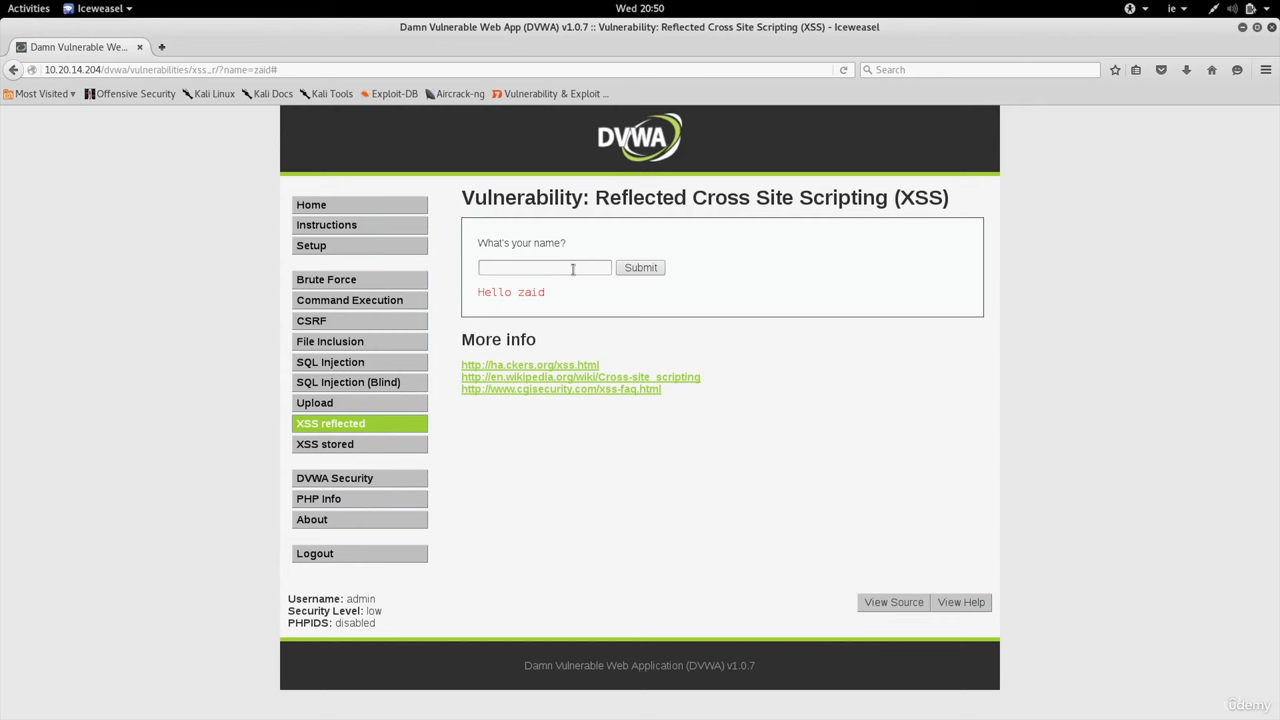 Activities Iceweasel Wed 20:50 ie
Damn Vulnerable Web App (DVWA) v1.0.7 :: Vulnerability: Reflected Cross Site Scripting (XSS) - Iceweasel
Damn Vulnerable We...
10.20.14.204/dvwa/vulnerabilities/xss_r/?name=zaid# Search
Most Visited Offensive Security Kali Linux Kali Docs Kali Tools Exploit-DB Aircrack-ng Vulnerability & Exploit ...
DVWA
Vulnerability: Reflected Cross Site Scripting (XSS)
What's your name?
Submit
Hello zaid
More info
http://ha.ckers.org/xss.html
http://en.wikipedia.org/wiki/Cross-site_scripting
http://www.cgisecurity.com/xss-faq.html
Home
Instructions
Setup
Brute Force
Command Execution
CSRF
File Inclusion
SQL Injection
SQL Injection (Blind)
Upload
XSS reflected
XSS stored
DVWA Security
PHP Info
About
Logout
Username: admin
Security Level: low
PHPIDS: disabled
View Source View Help
Damn Vulnerable Web Application (DVWA) v1.0.7
ûdemy